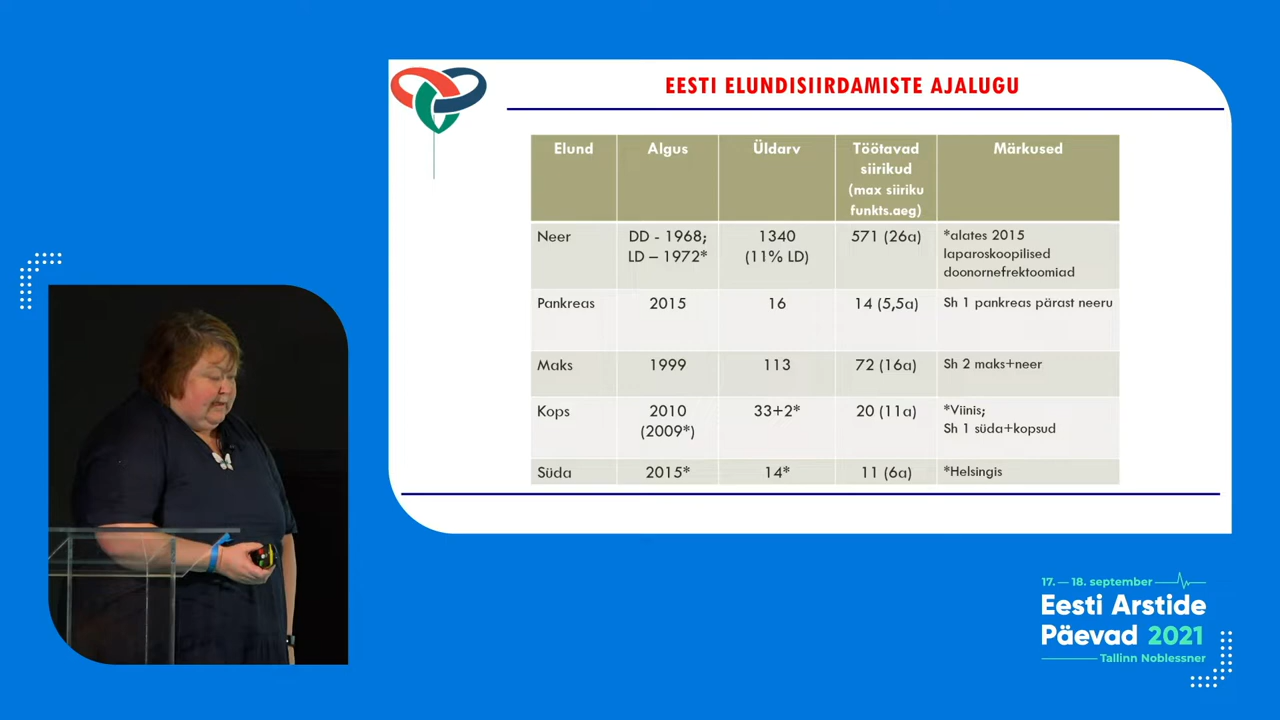 EESTI ELUNDISIIRDAMISTE AJALUGU
Elund
Algus
Üldarv
Töötavad
siirikud
(max siiriku
funkts.aeg)
Märkused
Neer
DD - 1968;
LD – 1972*
1340
(11% LD)
571 (26a)
*alates 2015
laparoskoopilised
doonornefrektoomiad
Pankreas
2015
16
14 (5,5a)
Sh 1 pankreas pärast neeru
Maks
1999
113
72 (16a)
Sh 2 maks+neer
Kops
2010
(2009*)
33+2*
20 (11a)
*Viinis;
Sh 1 süda+kopsud
Süda
2015*
14*
11 (6a)
*Helsingis
17. — 18. september
Eesti Arstide
Päevad 2021
Tallinn Noblessner